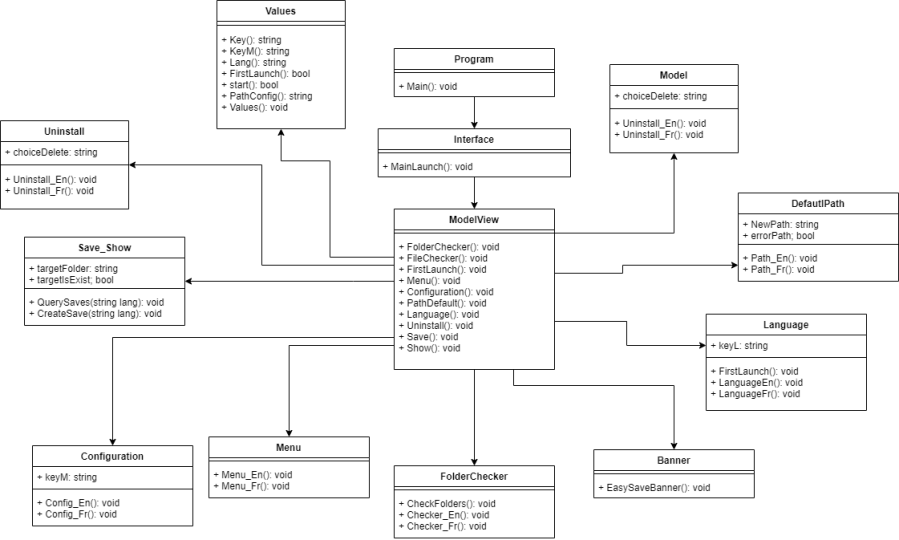 Values
+ Key(): string
+ KeyM(): string
+ Lang(): string
+ FirstLaunch(): bool
+ start(): bool
+ PathConfig(): string
+ Values(): void
Program
+ Main(): void
Model
+ choiceDelete: string
+ Uninstall_En(): void
+ Uninstall_Fr(): void
Uninstall
+ choiceDelete: string
+ Uninstall_En(): void
+ Uninstall_Fr(): void
Interface
+ MainLaunch(): void
ModelView
+ FolderChecker(): void
+ FileChecker(): void
+ FirstLaunch(): void
+ Menu(): void
+ Configuration(): void
+ PathDefault(): void
+ Language(): void
+ Uninstall(): void
+ Save(): void
+ Show(): void
DefautlPath
+ NewPath: string
+ errorPath; bool
+ Path_En(): void
+ Path_Fr(): void
Save_Show
+ targetFolder: string
+ targetIsExist; bool
+ QuerySaves(string lang): void
+ CreateSave(string lang): void
Language
+ keyL: string
+ FirstLaunch(): void
+ LanguageEn(): void
+ LanguageFr(): void
Configuration
+ keyM: string
+ Config_En(): void
+ Config_Fr(): void
Menu
+ Menu_En(): void
+ Menu_Fr(): void
FolderChecker
+ CheckFolders(): void
+ Checker_En(): void
+ Checker_Fr(): void
Banner
+ EasySaveBanner(): void